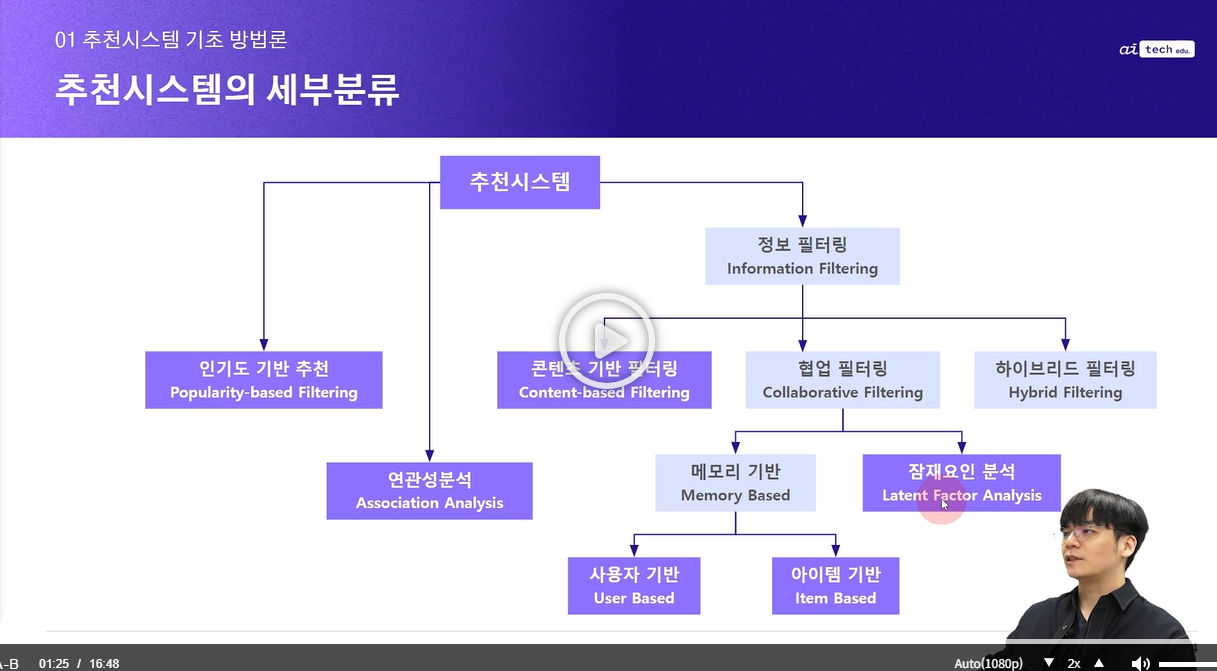 01 추천시스템 기초 방법론
ai tech edu.
추천시스템의 세부분류
추천시스템
정보 필터링
Information Filtering
인기도 기반 추천
Popularity-based Filtering
콘텐츠 기반 필터링
Content-based Filtering
협업 필터링
Collaborative Filtering
하이브리드 필터링
Hybrid Filtering
연관성분석
Association Analysis
메모리 기반
Memory Based
잠재요인 분석
Latent Factor Analysis
사용자 기반
User Based
아이템 기반
Item Based
A-B 01:25 / 16:48 Auto(1080p) ▼ 2x ▲